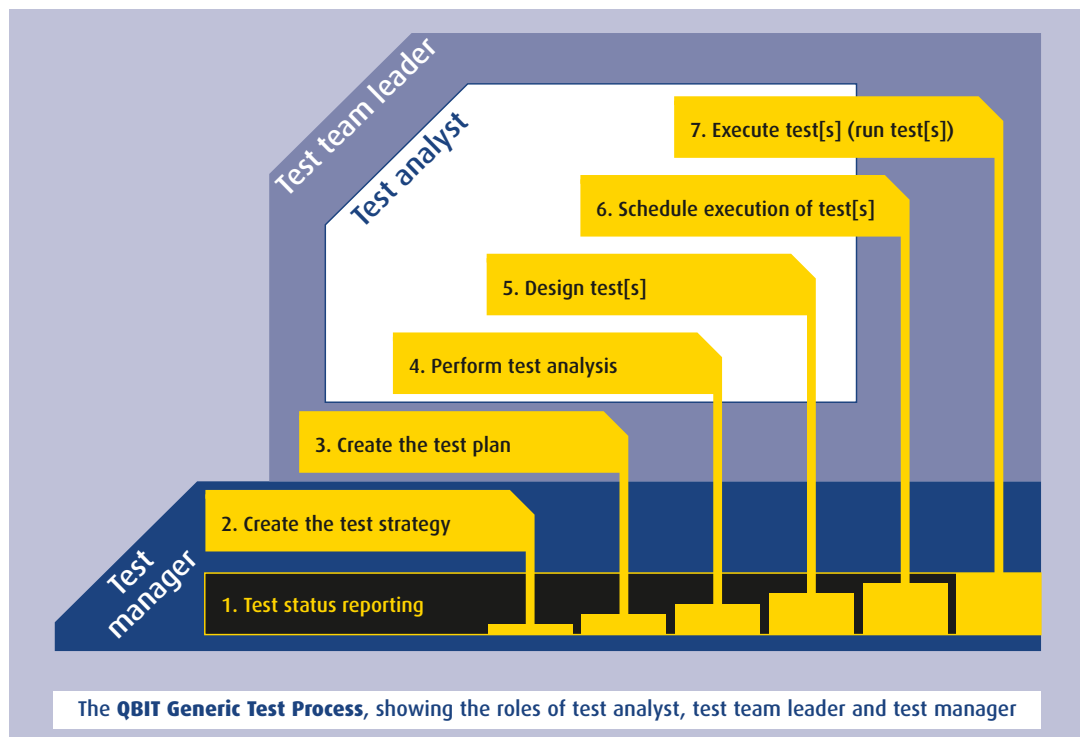 Test team leader
Test analyst
7. Execute test[s] (run test[s])
6. Schedule execution of test[s]
5. Design test[s]
4. Perform test analysis
3. Create the test plan
2. Create the test strategy
Test
manager
1. Test status reporting
The QBIT Generic Test Process, showing the roles of test analyst, test team leader and test manager